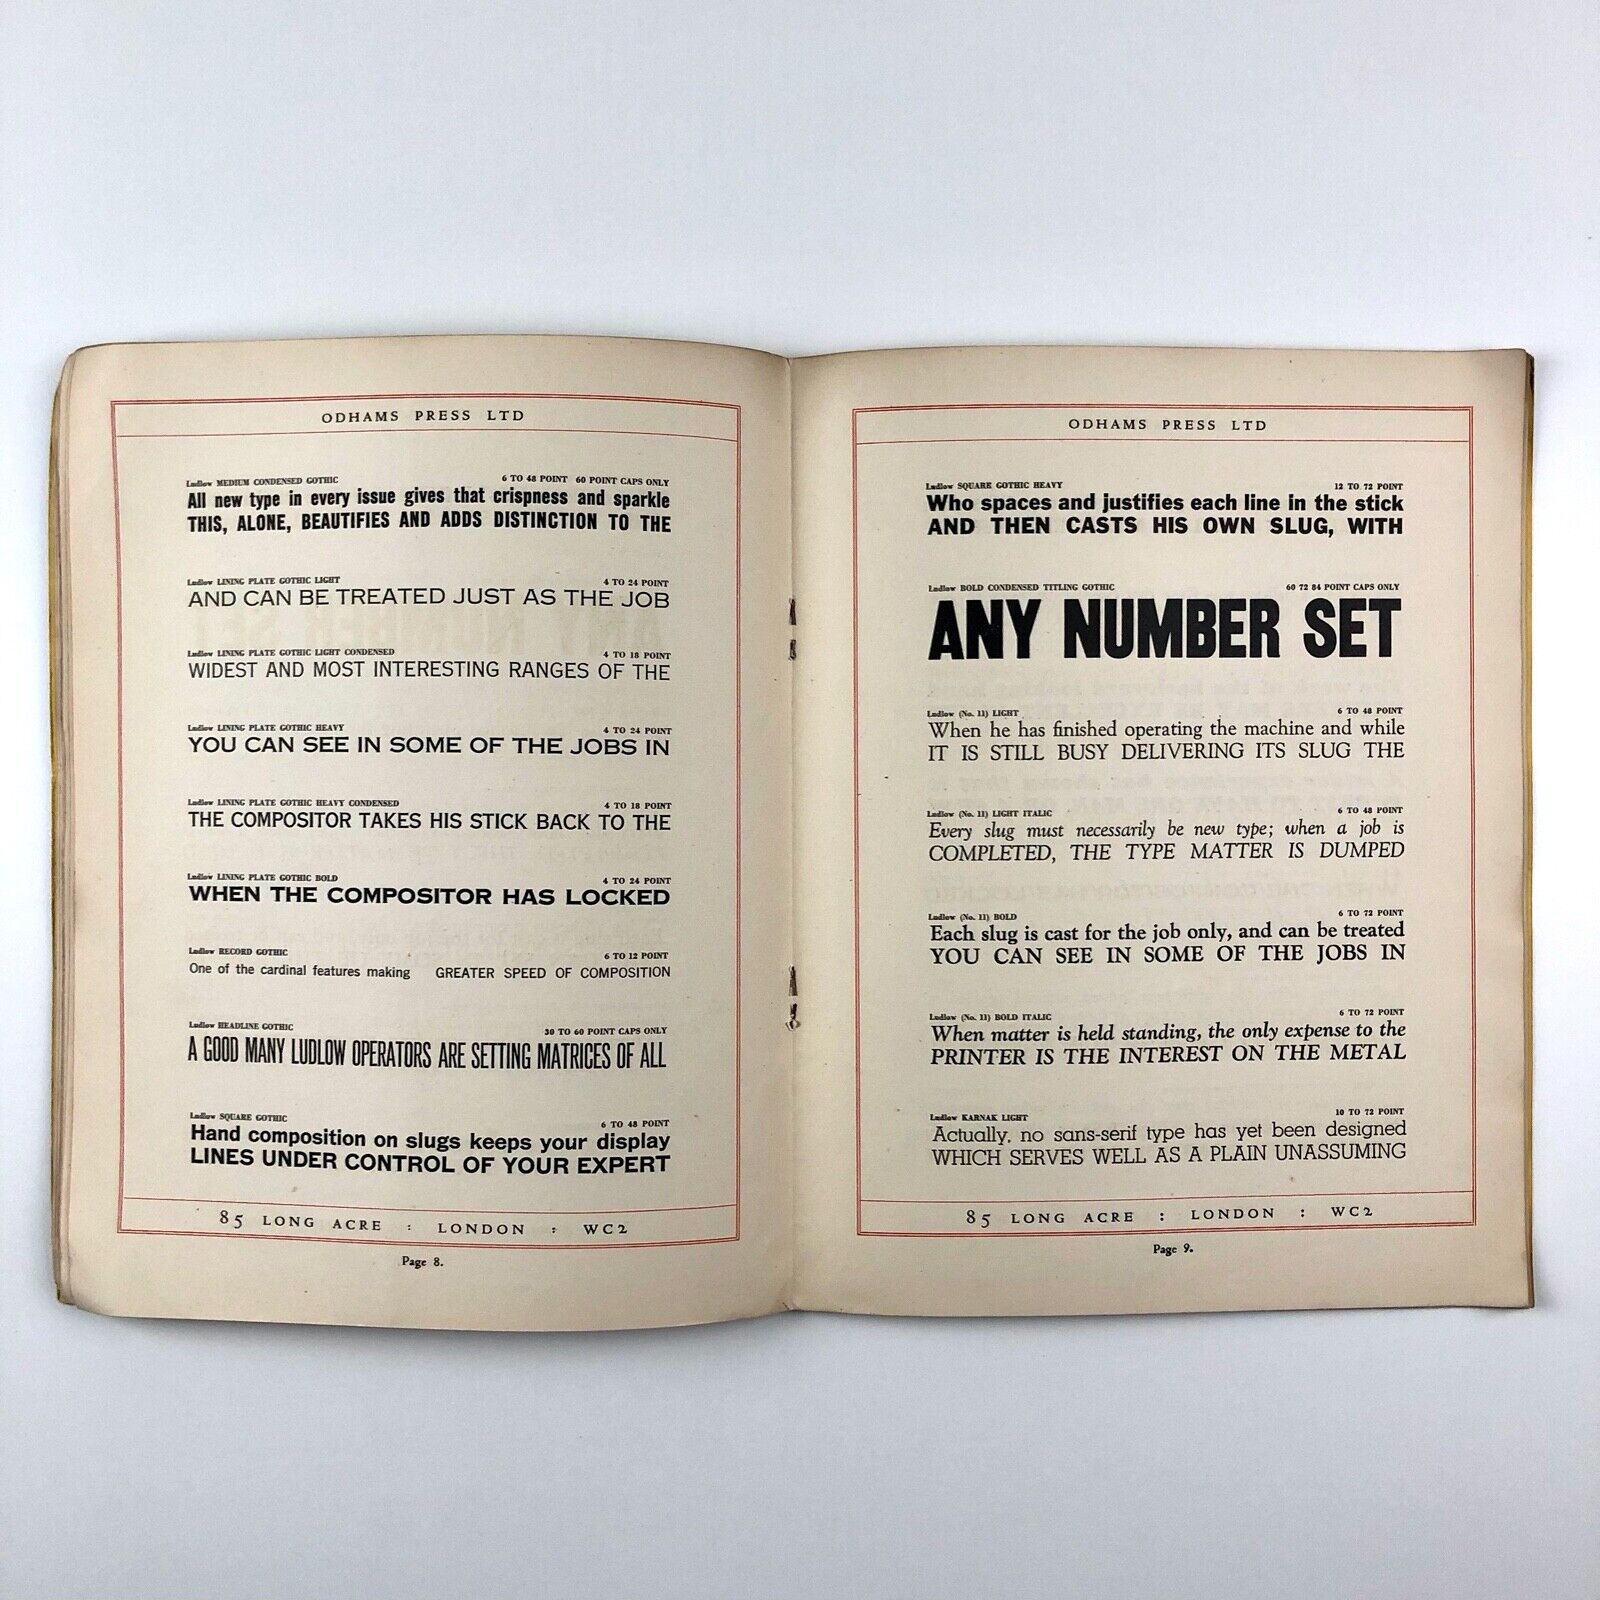 ODHAMS PRESS LTD
Ludlow MEDIUM CONDENSED GOTHIC 6 TO 48 POINT 60 POINT CAPS ONLY
All new type in every issue gives that crispness and sparkle
THIS, ALONE, BEAUTIFIES AND ADDS DISTINCTION TO THE
Ludlow LINING PLATE GOTHIC LIGHT 4 TO 24 POINT
AND CAN BE TREATED JUST AS THE JOB
Ludlow LINING PLATE GOTHIC LIGHT CONDENSED 4 TO 18 POINT
WIDEST AND MOST INTERESTING RANGES OF THE
Ludlow LINING PLATE GOTHIC HEAVY 4 TO 24 POINT
YOU CAN SEE IN SOME OF THE JOBS IN
Ludlow LINING PLATE GOTHIC HEAVY CONDENSED 4 TO 18 POINT
THE COMPOSITOR TAKES HIS STICK BACK TO THE
Ludlow LINING PLATE GOTHIC BOLD 4 TO 24 POINT
WHEN THE COMPOSITOR HAS LOCKED
Ludlow RECORD GOTHIC 6 TO 12 POINT
One of the cardinal features making GREATER SPEED OF COMPOSITION
Ludlow HEADLINE GOTHIC 30 TO 60 POINT CAPS ONLY
A GOOD MANY LUDLOW OPERATORS ARE SETTING MATRICES OF ALL
Ludlow SQUARE GOTHIC 6 TO 48 POINT
Hand composition on slugs keeps your display
LINES UNDER CONTROL OF YOUR EXPERT
85 LONG ACRE : LONDON : WC2
Page 8.
ODHAMS PRESS LTD
Ludlow SQUARE GOTHIC HEAVY 12 TO 72 POINT
Who spaces and justifies each line in the stick
AND THEN CASTS HIS OWN SLUG, WITH
Ludlow BOLD CONDENSED TITLING GOTHIC 60 72 84 POINT CAPS ONLY
ANY NUMBER SET
Ludlow (No. 11) LIGHT 6 TO 48 POINT
When he has finished operating the machine and while
IT IS STILL BUSY DELIVERING ITS SLUG THE
Ludlow (No. 11) LIGHT ITALIC 6 TO 48 POINT
Every slug must necessarily be new type; when a job is
COMPLETED, THE TYPE MATTER IS DUMPED
Ludlow (No. 11) BOLD 6 TO 72 POINT
Each slug is cast for the job only, and can be treated
YOU CAN SEE IN SOME OF THE JOBS IN
Ludlow (No. 11) BOLD ITALIC 6 TO 72 POINT
When matter is held standing, the only expense to the
PRINTER IS THE INTEREST ON THE METAL
Ludlow KARNAK LIGHT 10 TO 72 POINT
Actually, no sans-serif type has yet been designed
WHICH SERVES WELL AS A PLAIN UNASSUMING
85 LONG ACRE : LONDON : WC2
Page 9.